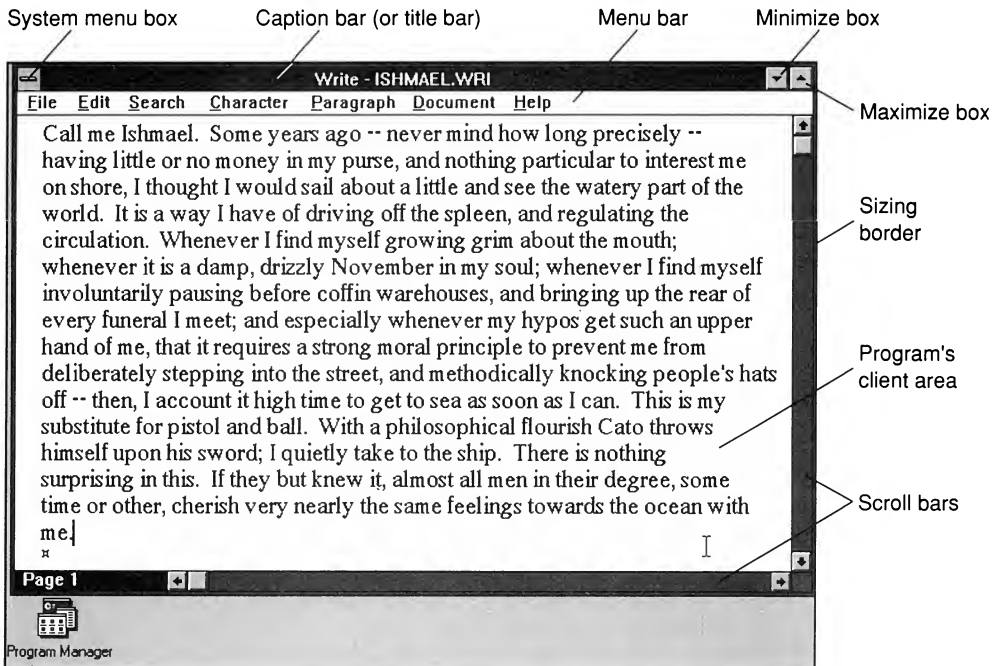 System menu box
Caption bar (or title bar)
Menu bar
Minimize box
Write - ISHMAEL.WRI
File Edit Search Character Paragraph Document Help
Maximize box
Call me Ishmael. Some years ago -- never mind how long precisely --
having little or no money in my purse, and nothing particular to interest me
on shore, I thought I would sail about a little and see the watery part of the
world. It is a way I have of driving off the spleen, and regulating the
circulation. Whenever I find myself growing grim about the mouth;
whenever it is a damp, drizzly November in my soul; whenever I find myself
involuntarily pausing before coffin warehouses, and bringing up the rear of
every funeral I meet; and especially whenever my hypos get such an upper
hand of me, that it requires a strong moral principle to prevent me from
deliberately stepping into the street, and methodically knocking people's hats
off -- then, I account it high time to get to sea as soon as I can. This is my
substitute for pistol and ball. With a philosophical flourish Cato throws
himself upon his sword; I quietly take to the ship. There is nothing
surprising in this. If they but knew it, almost all men in their degree, some
time or other, cherish very nearly the same feelings towards the ocean with
me.
¤
Sizing
border
Program's
client area
Scroll bars
Page 1
Program Manager